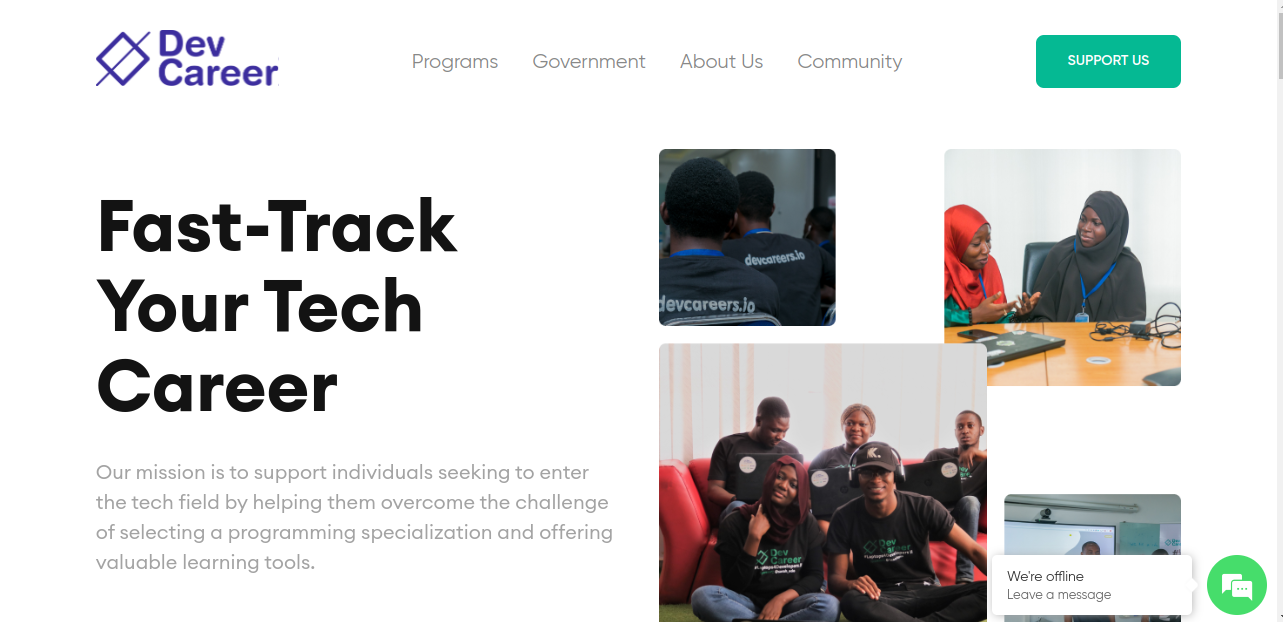 Dev
Career
Programs
Government
About Us
Community
SUPPORT US
Fast-Track
Your Tech
Career
Our mission is to support individuals seeking to enter
the tech field by helping them overcome the challenge
of selecting a programming specialization and offering
valuable learning tools.
devcareers.io
devcareers.io
Dev
Career
Dev
Career
We're offline
Leave a message